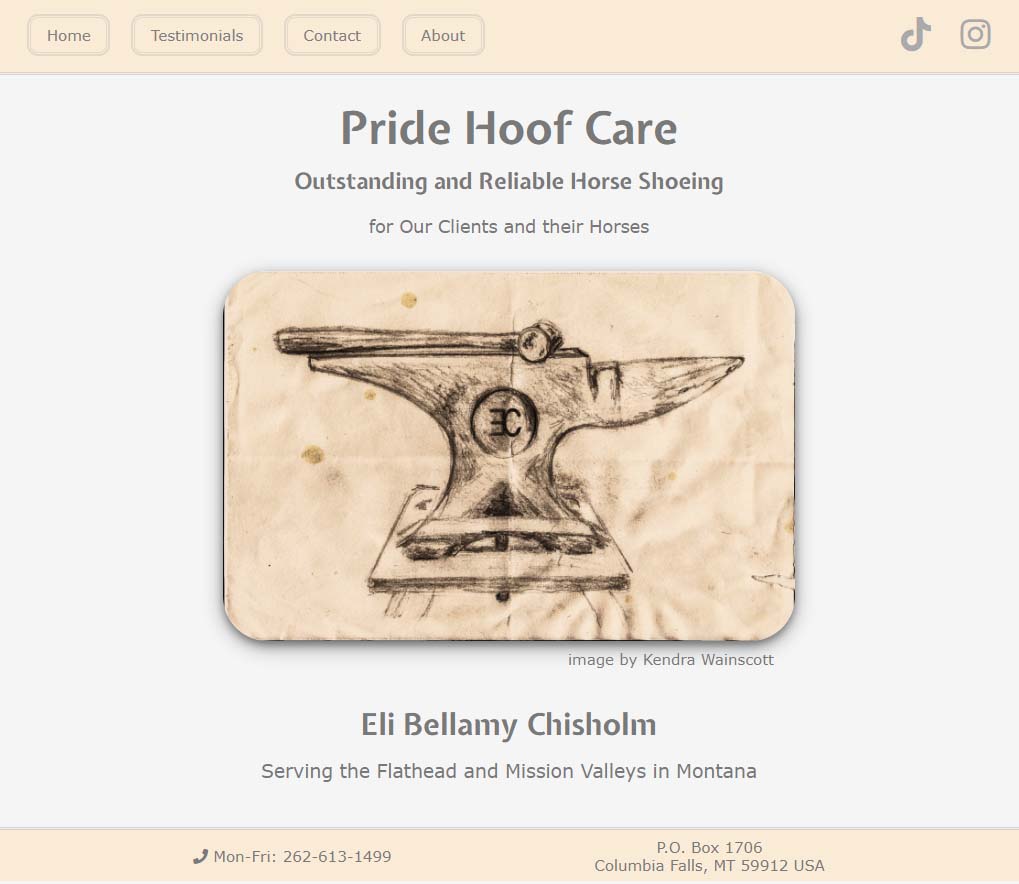 Home
Testimonials
Contact
About
Pride Hoof Care
Outstanding and Reliable Horse Shoeing
for Our Clients and their Horses
EC
image by Kendra Wainscott
Eli Bellamy Chisholm
Serving the Flathead and Mission Valleys in Montana
Mon-Fri: 262-613-1499
P.O. Box 1706
Columbia Falls, MT 59912 USA